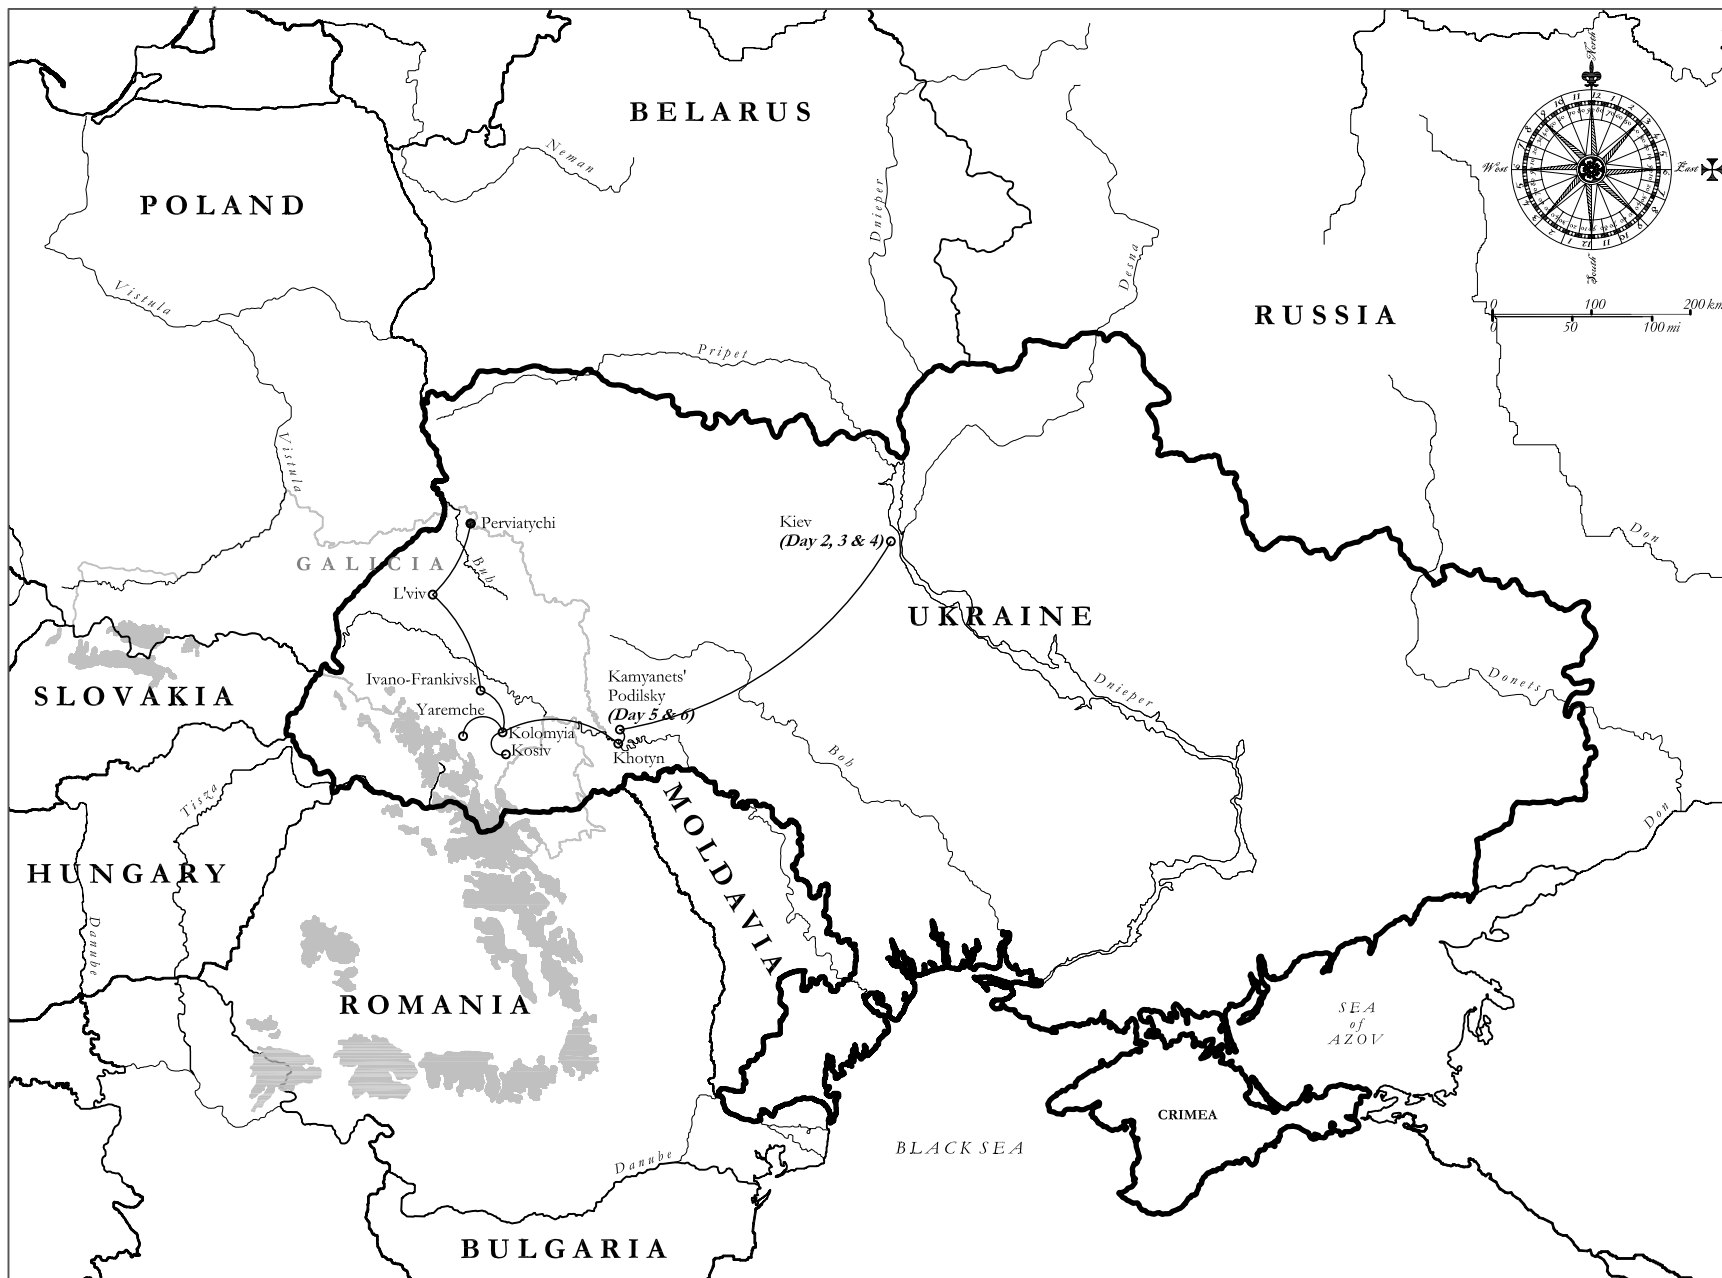 North
BELARUS
Neman
West
East
POLAND
Dnieper
Desna
South
Vistula
RUSSIA
0 100 200 km
0 50 100 mi
Pripet
Vistula
Perviatychi
Kiev
(Day 2, 3 & 4)
Don
GALICIA
Bub
L'viv
UKRAINE
Ivano-Frankivsk
Kamyanets'
Podilsky
(Day 5 & 6)
SLOVAKIA
Dnieper
Donets
Yaremche
Kolomyia
Kosiv
Khotyn
Boh
Tisza
MOLDAVIA
Don
HUNGARY
Danube
ROMANIA
SEA
of
AZOV
CRIMEA
BLACK SEA
Danube
BULGARIA